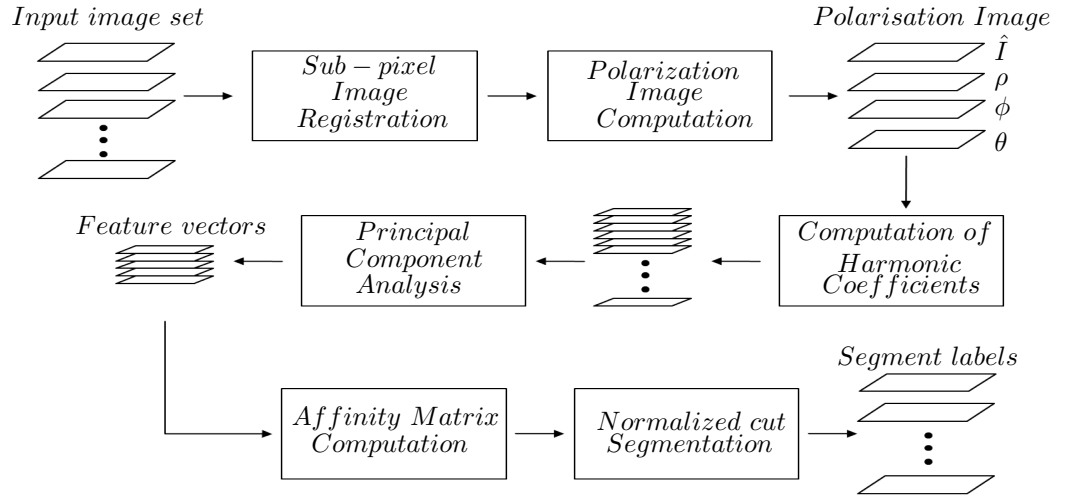 Input image set
Polarisation Image
Î
ρ
ϕ
θ
Sub-pixel
Image
Registration
Polarization
Image
Computation
Feature vectors
Principal
Component
Analysis
Computation of
Harmonic
Coefficients
Segment labels
Affinity Matrix
Computation
Normalized cut
Segmentation